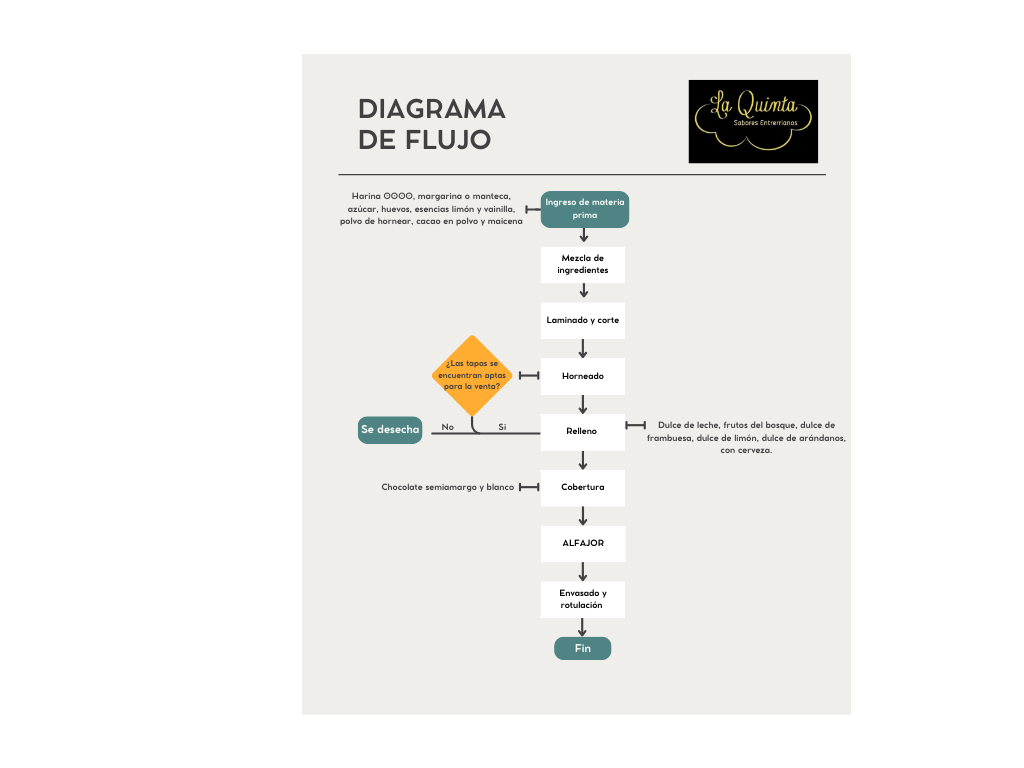 DIAGRAMA
DE FLUJO
La Quinta
Sabores Entrerrianos
Harina 0000, margarina o manteca,
azúcar, huevos, esencias limón y vainilla,
polvo de hornear, cacao en polvo y maicena
Ingreso de materia
prima
Mezcla de
ingredientes
Laminado y corte
¿Las tapas se
encuentran aptas
para la venta?
Horneado
Se desecha
No
Si
Relleno
Dulce de leche, frutos del bosque, dulce de
frambuesa, dulce de limón, dulce de arándanos,
con cerveza.
Chocolate semiamargo y blanco
Cobertura
ALFAJOR
Envasado y
rotulación
Fin